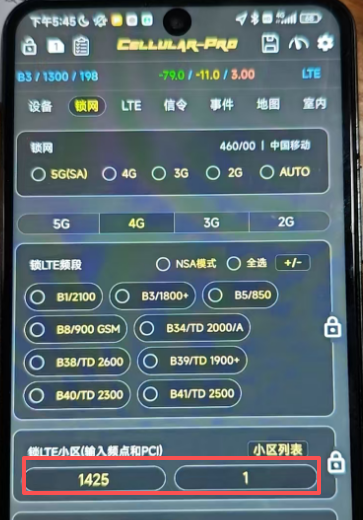 下午5:45
CELLULAR-PRO
B3 / 1300 / 198 -79.0 / -11.0 / 3.00 LTE
设备 锁网 LTE 信令 事件 地图 室内
锁网 460/00 | 中国移动
5G(SA) 4G 3G 2G AUTO
5G 4G 3G 2G
锁LTE频段 NSA模式 全选 +/-
B1/2100 B3/1800+ B5/850
B8/900 GSM B34/TD 2000/A
B38/TD 2600 B39/TD 1900+
B40/TD 2300 B41/TD 2500
锁LTE小区(输入频点和PCI) 小区列表
1425 1